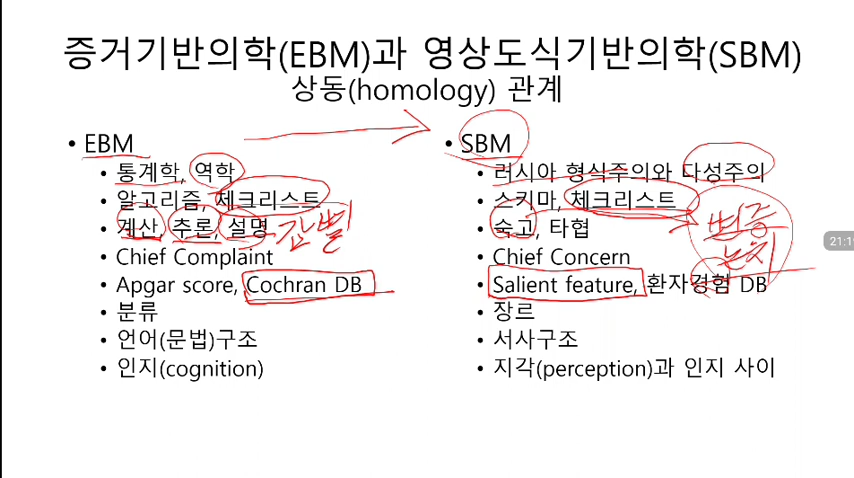 증거기반의학(EBM)과 영상도식기반의학(SBM)
상동(homology) 관계
• EBM
• 통계학, 역학
• 알고리즘, 체크리스트
• 계산, 추론, 설명
감별
• Chief Complaint
• Apgar score, Cochran DB
• 분류
• 언어(문법)구조
• 인지(cognition)
• SBM
• 러시아 형식주의와 다성주의
• 스키마, 체크리스트
• 숙고, 타협
변증
논치
• Chief Concern
• Salient feature, 환자경험 DB
• 장르
• 서사구조
• 지각(perception)과 인지 사이
21:1